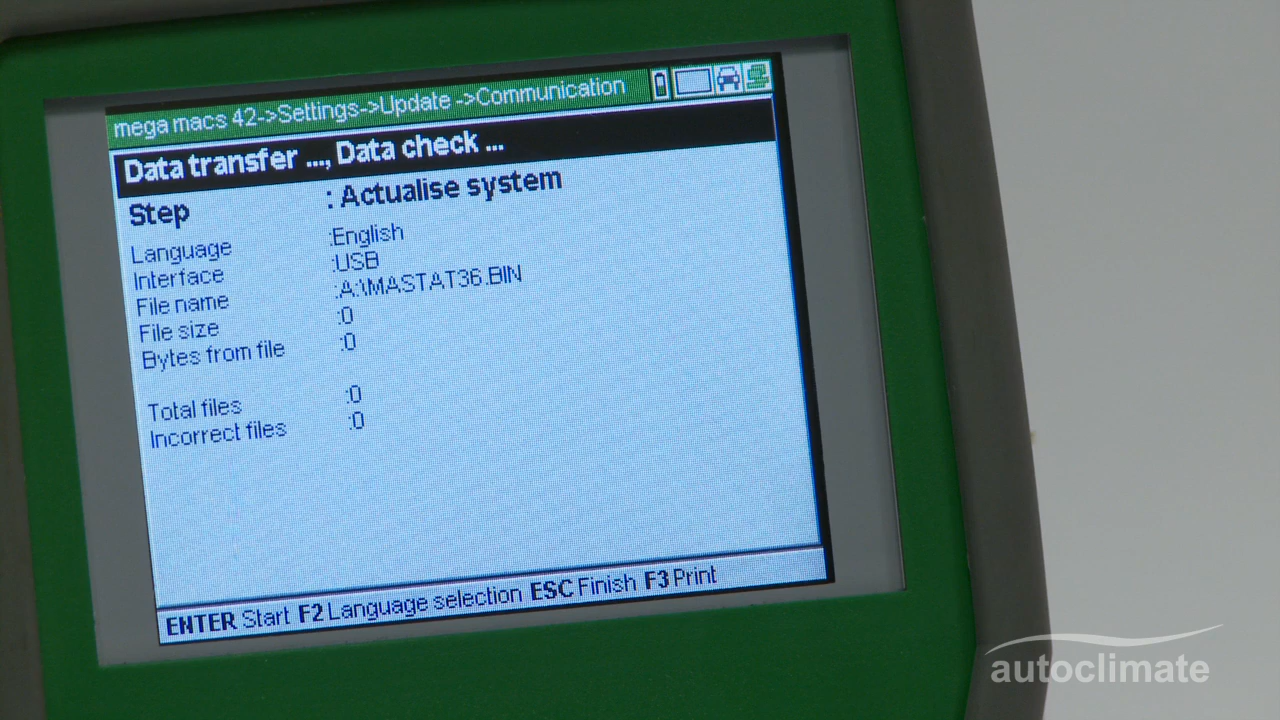 mega macs 42->Settings->Update ->Communication
Data transfer ..., Data check ...
Step : Actualise system
Language :English
Interface :USB
File name :A:\MASTAT36.BIN
File size :0
Bytes from file :0
Total files :0
Incorrect files :0
ENTER Start F2 Language selection ESC Finish F3 Print
autoclimate